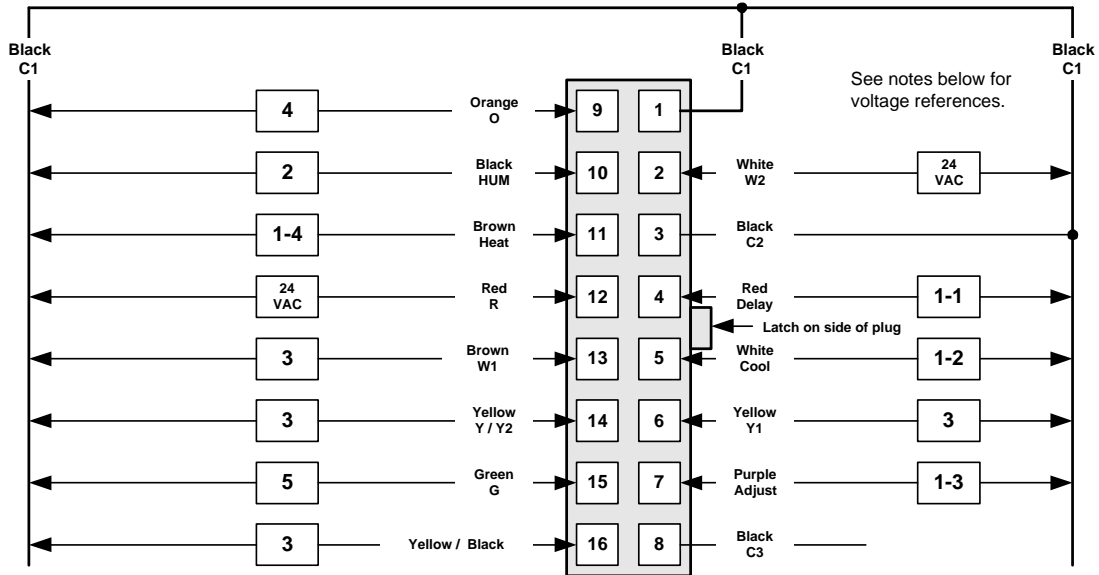 Black
C1
Black
C1
Black
C1
See notes below for
voltage references.
4
Orange
O
9
1
2
Black
HUM
10
2
White
W2
24
VAC
1-4
Brown
Heat
11
3
Black
C2
24
VAC
Red
R
12
4
Red
Delay
1-1
Latch on side of plug
3
Brown
W1
13
5
White
Cool
1-2
3
Yellow
Y / Y2
14
6
Yellow
Y1
3
5
Green
G
15
7
Purple
Adjust
1-3
3
Yellow / Black
16
8
Black
C3